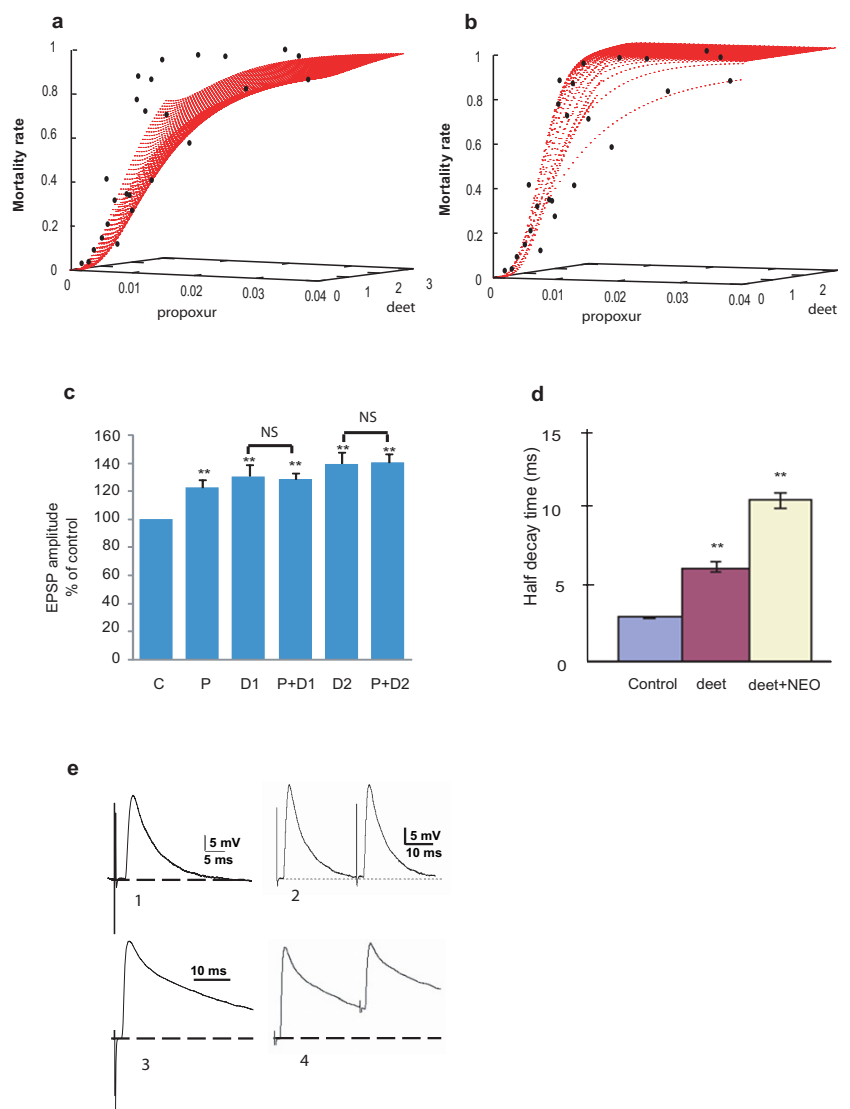 a
Mortality rate
1
0.8
0.6
0.4
0.2
0
0 0.01 0.02 0.03 0.04
propoxur
0 1 2 3
deet
b
Mortality rate
1
0.8
0.6
0.4
0.2
0
0 0.01 0.02 0.03 0.04
propoxur
0 1 2 3
deet
c
EPSP amplitude
% of control
160
140
120
100
80
60
40
20
0
NS
NS
** ** ** ** **
C P D1 P+D1 D2 P+D2
d
Half decay time (ms)
15
10
5
0
**
**
Control deet deet+NEO
e
5 mV
5 ms
1
5 mV
10 ms
2
10 ms
3
4